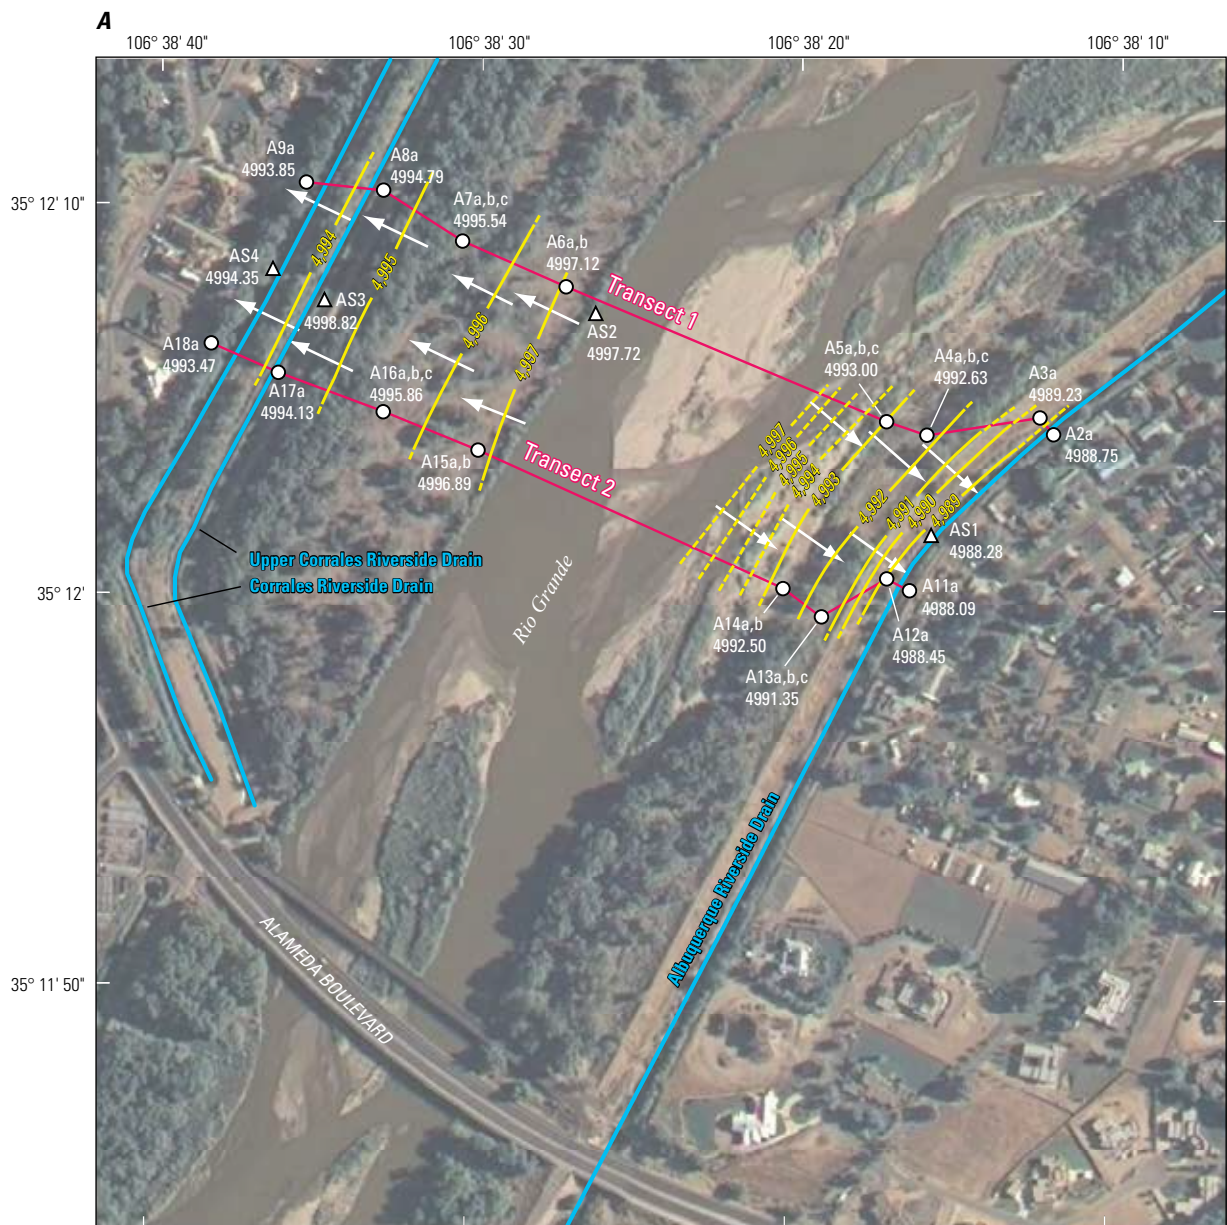 A
106° 38' 40"
106° 38' 30"
106° 38' 20"
106° 38' 10"
35° 12' 10"
35° 12'
35° 11' 50"
A9a
4993.85
A8a
4994.79
A7a,b,c
4995.54
A6a,b
4997.12
AS4
4994.35
AS3
4998.82
AS2
4997.72
Transect 1
4,994
4,995
4,996
4,997
A18a
4993.47
A17a
4994.13
A16a,b,c
4995.86
A15a,b
4996.89
Transect 2
A5a,b,c
4993.00
A4a,b,c
4992.63
A3a
4989.23
A2a
4988.75
4,997
4,996
4,995
4,994
4,993
4,992
4,991
4,990
4,989
AS1
4988.28
A11a
4988.09
A12a
4988.45
A14a,b
4992.50
A13a,b,c
4991.35
Upper Corrales Riverside Drain
Corrales Riverside Drain
Rio Grande
Albuquerque Riverside Drain
ALAMEDA BOULEVARD